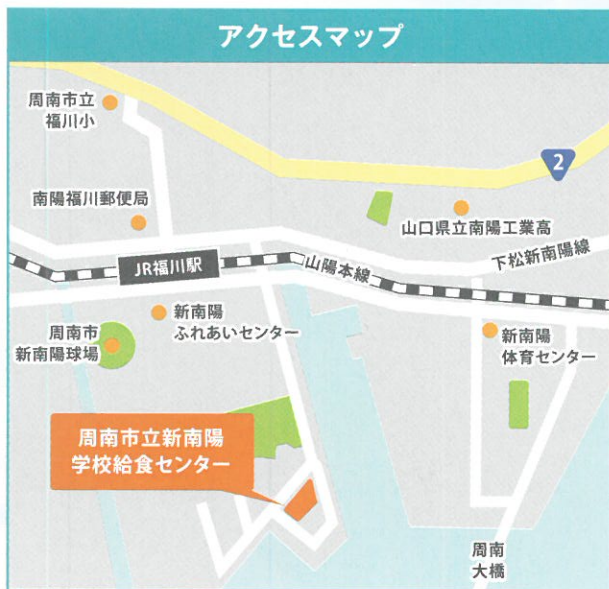 アクセスマップ
周南市立
福川小
2
南陽福川郵便局
山口県立南陽工業高
下松新南陽線
JR福川駅
山陽本線
新南陽
ふれあいセンター
周南市
新南陽球場
新南陽
体育センター
周南市立新南陽
学校給食センター
周南
大橋